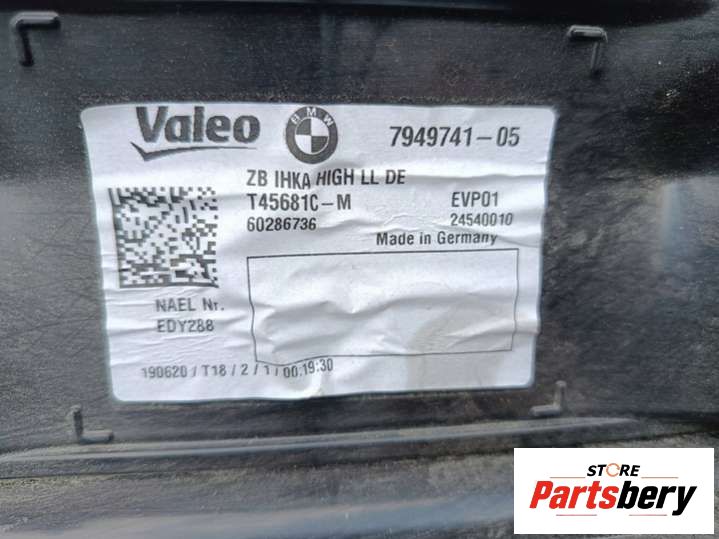 Valeo
BMW
7949741-05
ZB IHKA HIGH LL DE
T45681C-M EVP01
60286736 24540010
Made in Germany
NAEL Nr.
EDY288
190620 / T18 / 2 / 1 / 00:19:30
STORE
Partsbery